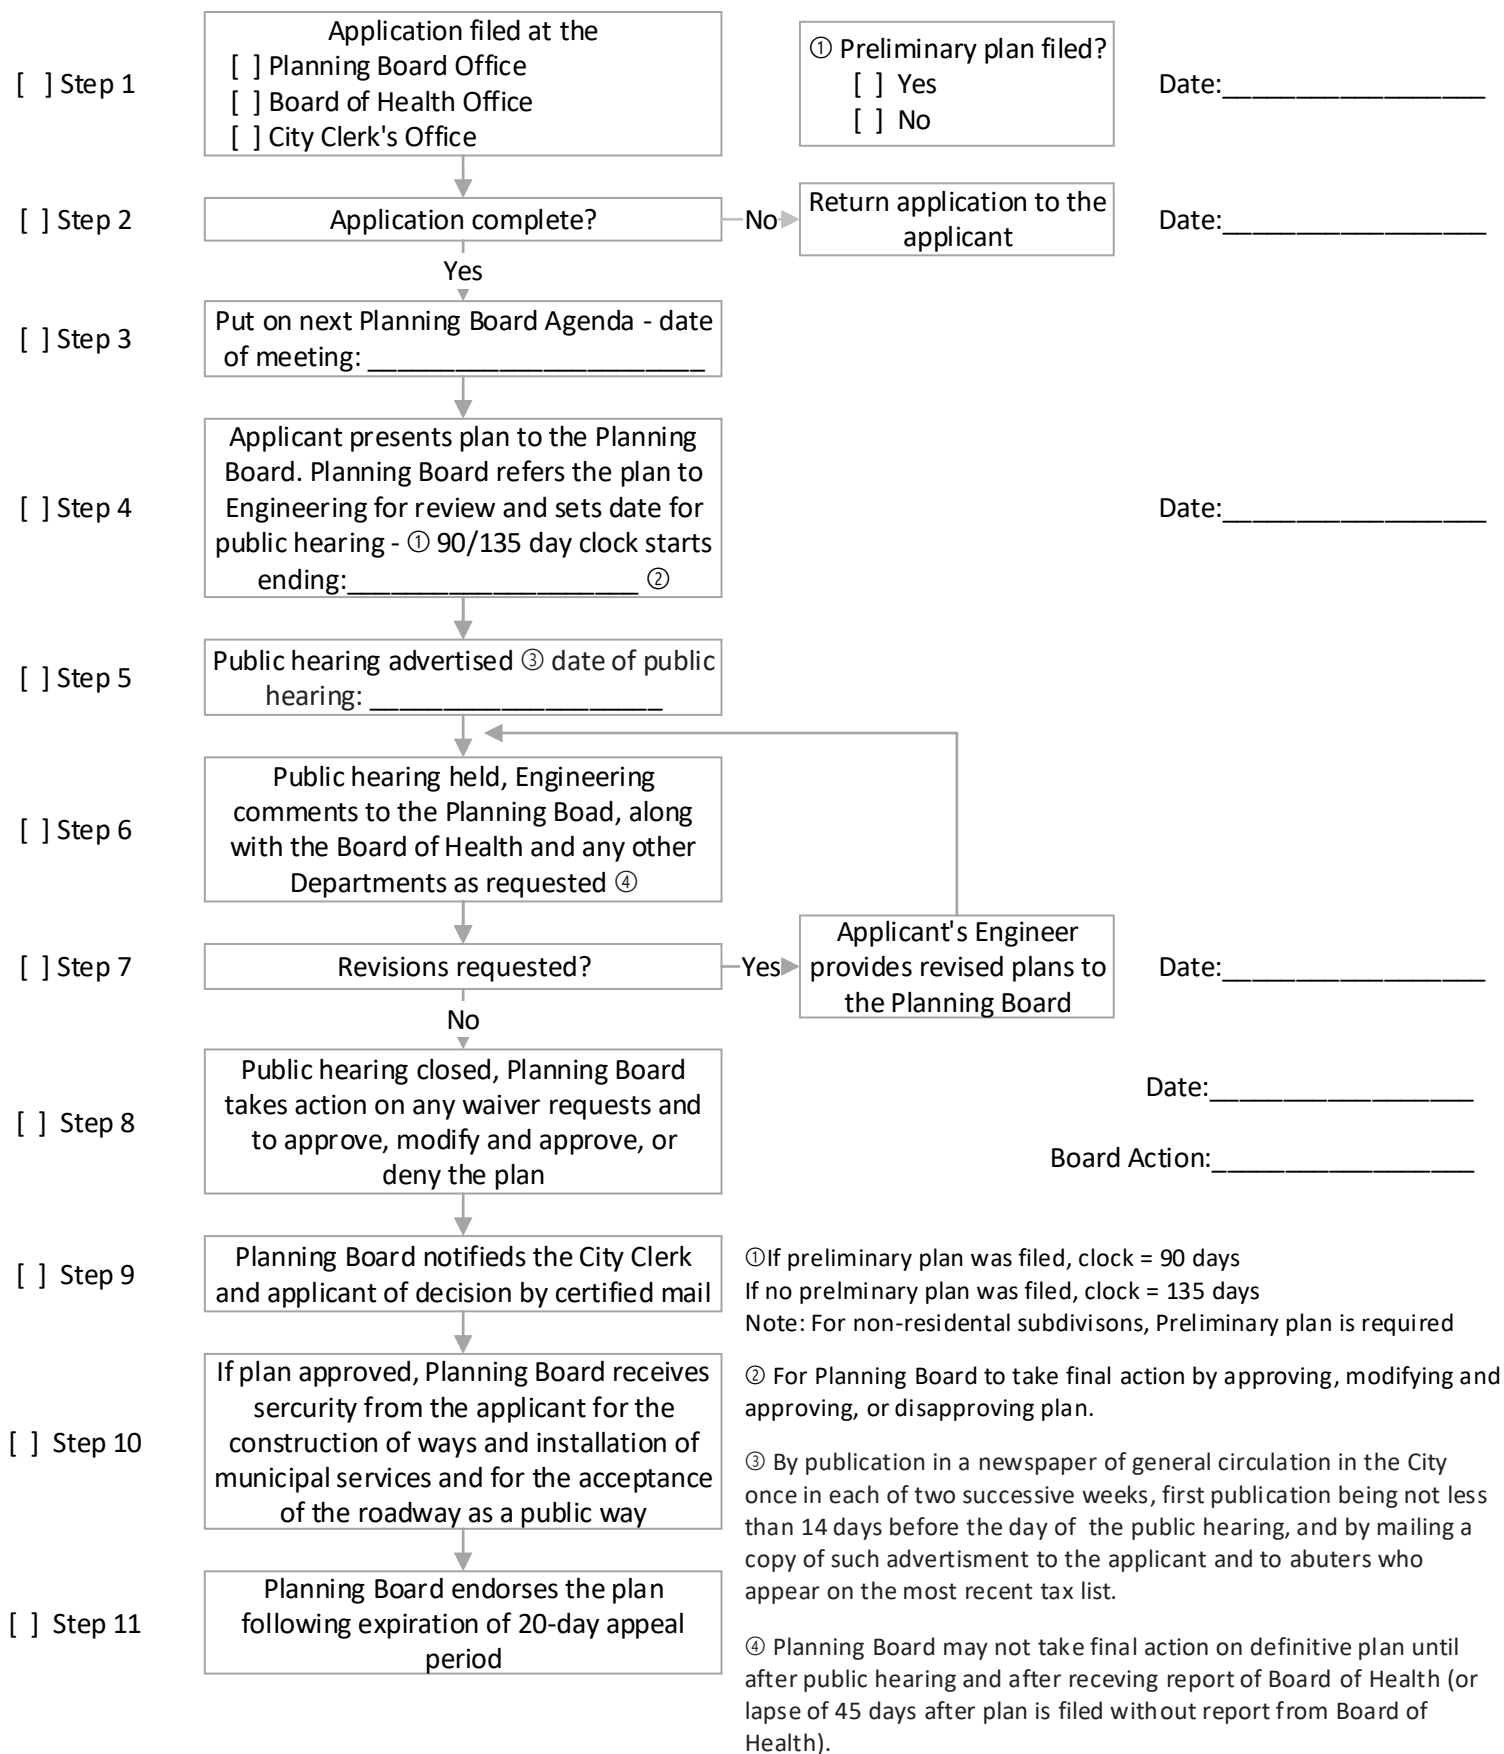 [ ] Step 1
Application filed at the
[ ] Planning Board Office
[ ] Board of Health Office
[ ] City Clerk's Office
① Preliminary plan filed?
[ ] Yes
[ ] No
Date:__________________
[ ] Step 2
Application complete?
No
Return application to the
applicant
Date:__________________
Yes
[ ] Step 3
Put on next Planning Board Agenda - date
of meeting: _______________________
[ ] Step 4
Applicant presents plan to the Planning
Board. Planning Board refers the plan to
Engineering for review and sets date for
public hearing - ① 90/135 day clock starts
ending:____________________ ②
Date:__________________
[ ] Step 5
Public hearing advertised ③ date of public
hearing: ____________________
[ ] Step 6
Public hearing held, Engineering
comments to the Planning Boad, along
with the Board of Health and any other
Departments as requested ④
[ ] Step 7
Revisions requested?
Yes
Applicant's Engineer
provides revised plans to
the Planning Board
Date:__________________
No
[ ] Step 8
Public hearing closed, Planning Board
takes action on any waiver requests and
to approve, modify and approve, or
deny the plan
Date:__________________
Board Action:__________________
[ ] Step 9
Planning Board notifieds the City Clerk
and applicant of decision by certified mail
[ ] Step 10
If plan approved, Planning Board receives
sercurity from the applicant for the
construction of ways and installation of
municipal services and for the acceptance
of the roadway as a public way
[ ] Step 11
Planning Board endorses the plan
following expiration of 20-day appeal
period
①If preliminary plan was filed, clock = 90 days
If no prelminary plan was filed, clock = 135 days
Note: For non-residental subdivisons, Preliminary plan is required
② For Planning Board to take final action by approving, modifying and
approving, or disapproving plan.
③ By publication in a newspaper of general circulation in the City
once in each of two successive weeks, first publication being not less
than 14 days before the day of the public hearing, and by mailing a
copy of such advertisment to the applicant and to abuters who
appear on the most recent tax list.
④ Planning Board may not take final action on definitive plan until
after public hearing and after receving report of Board of Health (or
lapse of 45 days after plan is filed without report from Board of
Health).